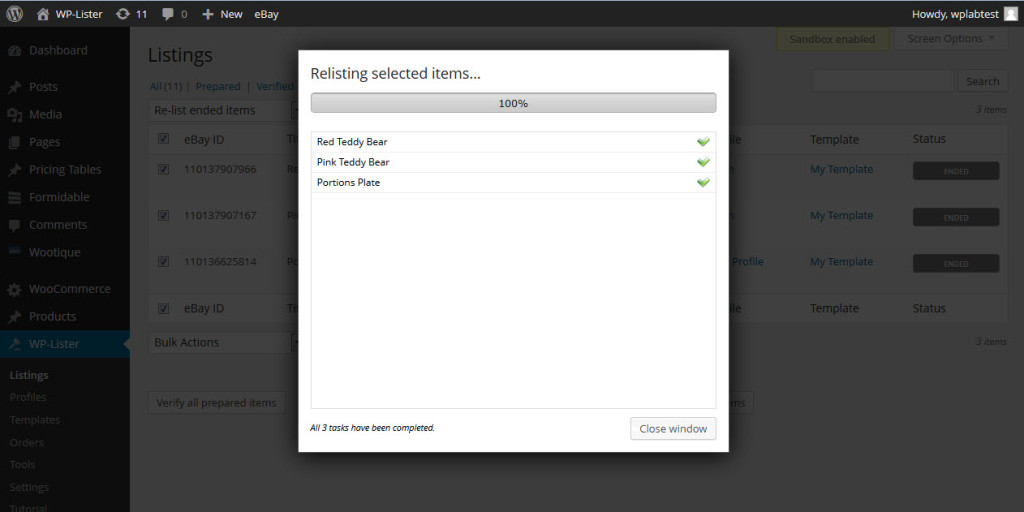 WP-Lister 11 0 New eBay Howdy, wplabtest
Dashboard
Posts
Media
Pages
Pricing Tables
Formidable
Comments
Wootique
WooCommerce
Products
WP-Lister
Listings
Profiles
Templates
Orders
Tools
Settings
Tutorial
Sandbox enabled Screen Options
Listings
All (11) | Prepared | Verified
Search
Re-list ended items
3 items
eBay ID Template Status
110137907966 My Template ENDED
110137907167 My Template ENDED
110136625814 Profile My Template ENDED
eBay ID Template Status
Bulk Actions
3 items
Verify all prepared items
Relisting selected items...
100%
Red Teddy Bear
Pink Teddy Bear
Portions Plate
All 3 tasks have been completed.
Close window